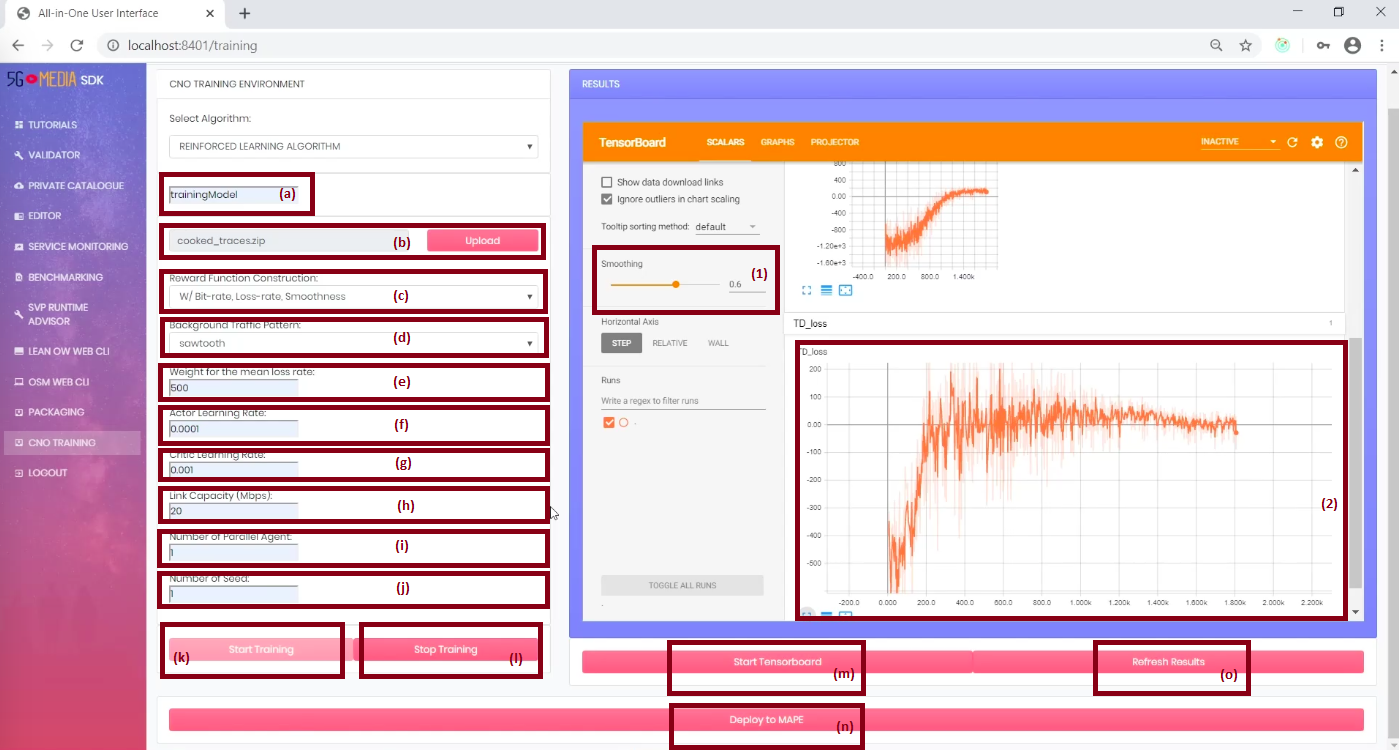 All-in-One User Interface
localhost:8401/training
5G MEDIA SDK
TUTORIALS
VALIDATOR
PRIVATE CATALOGUE
EDITOR
SERVICE MONITORING
BENCHMARKING
SVP RUNTIME
ADVISOR
LEAN OW WEB CLI
OSM WEB CLI
PACKAGING
CNO TRAINING
LOGOUT
CNO TRAINING ENVIRONMENT
Select Algorithm:
REINFORCED LEARNING ALGORITHM
trainingModel (a)
cooked_traces.zip (b) Upload
Reward Function Construction:
W/ Bit-rate, Loss-rate, Smoothness (c)
Background Traffic Pattern:
sawtooth (d)
Weight for the mean loss rate:
500 (e)
Actor Learning Rate:
0.0001 (f)
Critic Learning Rate:
0.001 (g)
Link Capacity (Mbps):
20 (h)
Number of Parallel Agent:
1 (i)
Number of Seed:
1 (j)
(k) Start Training
Stop Training (l)
RESULTS
TensorBoard SCALARS GRAPHS PROJECTOR INACTIVE
Show data download links
Ignore outliers in chart scaling
Tooltip sorting method: default
Smoothing
0.6 (1)
Horizontal Axis
STEP RELATIVE WALL
Runs
Write a regex to filter runs
TOGGLE ALL RUNS
800
400
0.00
-400
-800
-1.20e+3
-1.60e+3
-400.0 200.0 800.0 1.400k
TD_loss 1
TD_loss
200
100
0.00
-100
-200
-300
-400
-500
(2)
-200.0 0.000 200.0 400.0 600.0 800.0 1.000k 1.200k 1.400k 1.600k 1.800k 2.000k 2.200k
Start Tensorboard (m)
Refresh Results (o)
Deploy to MAPE (n)